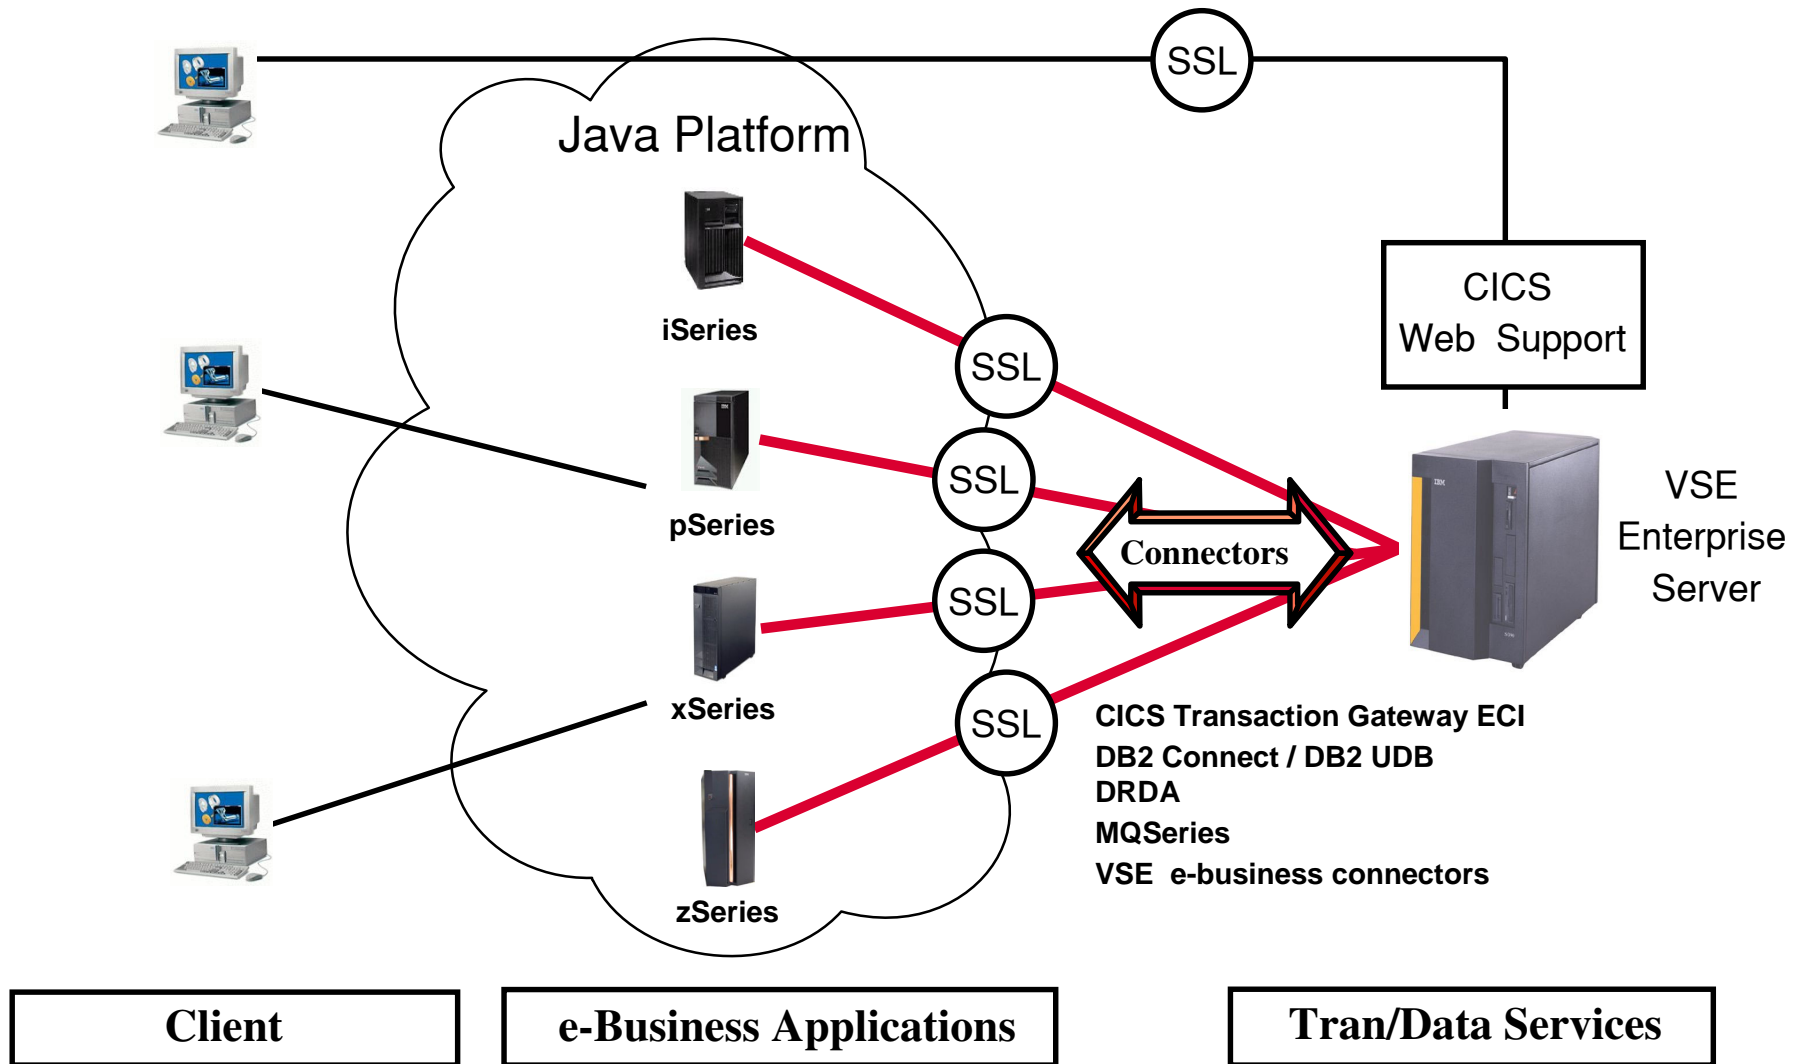 SSL
Java Platform
iSeries
CICS
Web Support
SSL
pSeries
SSL
VSE
Enterprise
Server
IBM
Connectors
xSeries
SSL
zSeries
SSL
CICS Transaction Gateway ECI
DB2 Connect / DB2 UDB
DRDA
MQSeries
VSE e-business connectors
Client
e-Business Applications
Tran/Data Services